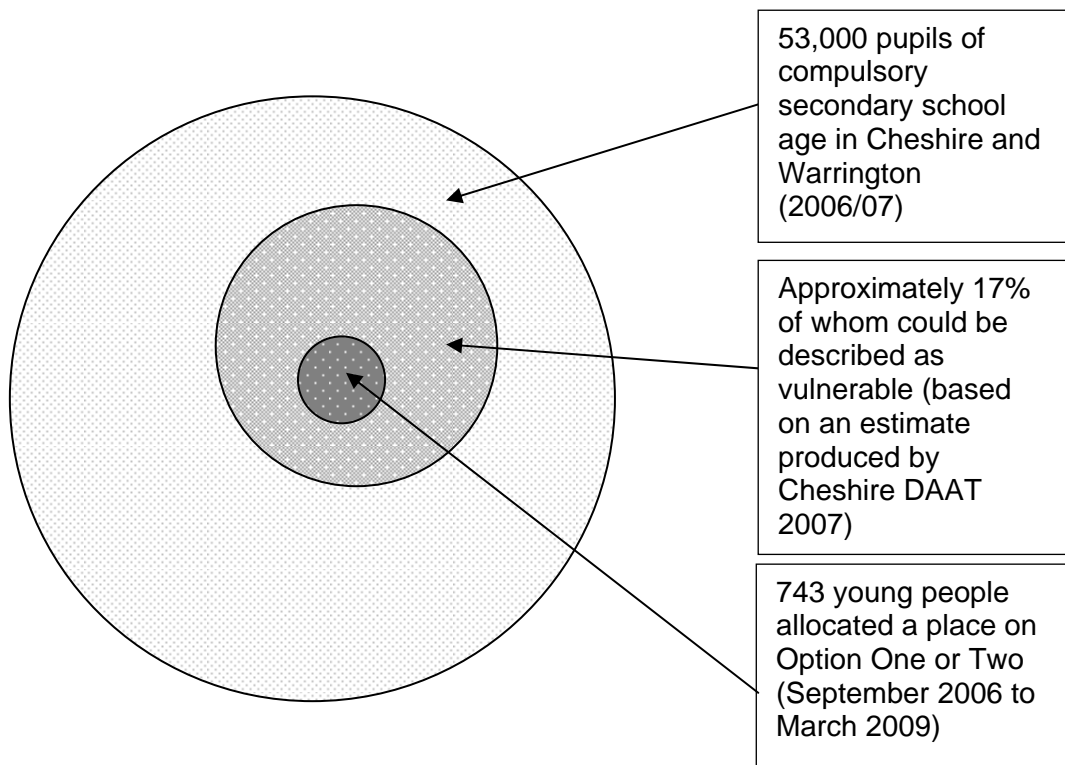 53,000 pupils of
compulsory
secondary school
age in Cheshire and
Warrington
(2006/07)
Approximately 17%
of whom could be
described as
vulnerable (based
on an estimate
produced by
Cheshire DAAT
2007)
743 young people
allocated a place on
Option One or Two
(September 2006 to
March 2009)